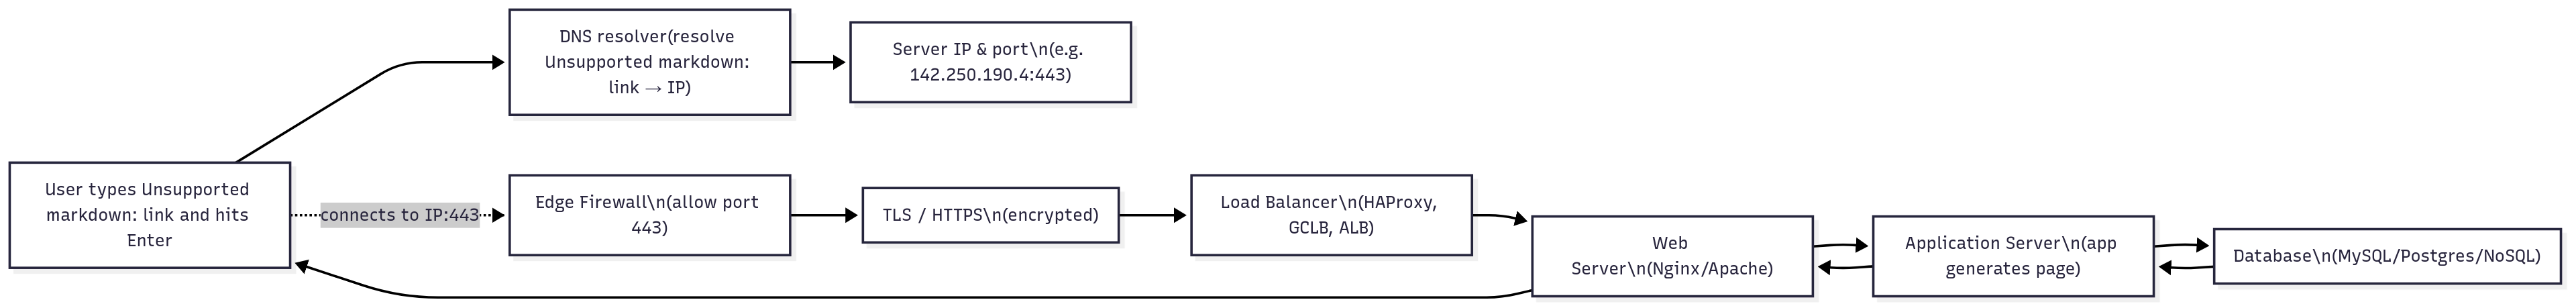 DNS resolver(resolve
Unsupported markdown:
link → IP)
Server IP & port\n(e.g.
142.250.190.4:443)
User types Unsupported
markdown: link and hits
Enter
connects to IP:443
Edge Firewall\n(allow port
443)
TLS / HTTPS\n(encrypted)
Load Balancer\n(HAProxy,
GCLB, ALB)
Web
Server\n(Nginx/Apache)
Application Server\n(app
generates page)
Database\n(MySQL/Postgres/NoSQL)